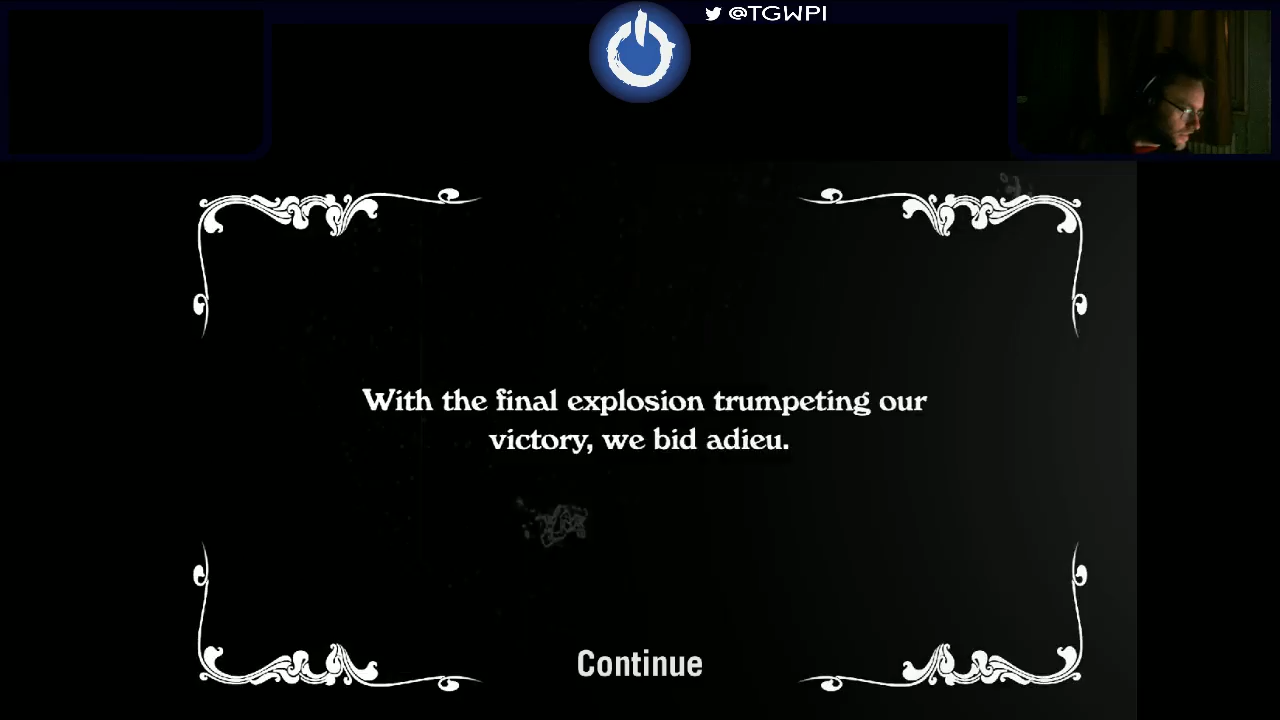 @TGWPI
With the final explosion trumpeting our
victory, we bid adieu.
Continue